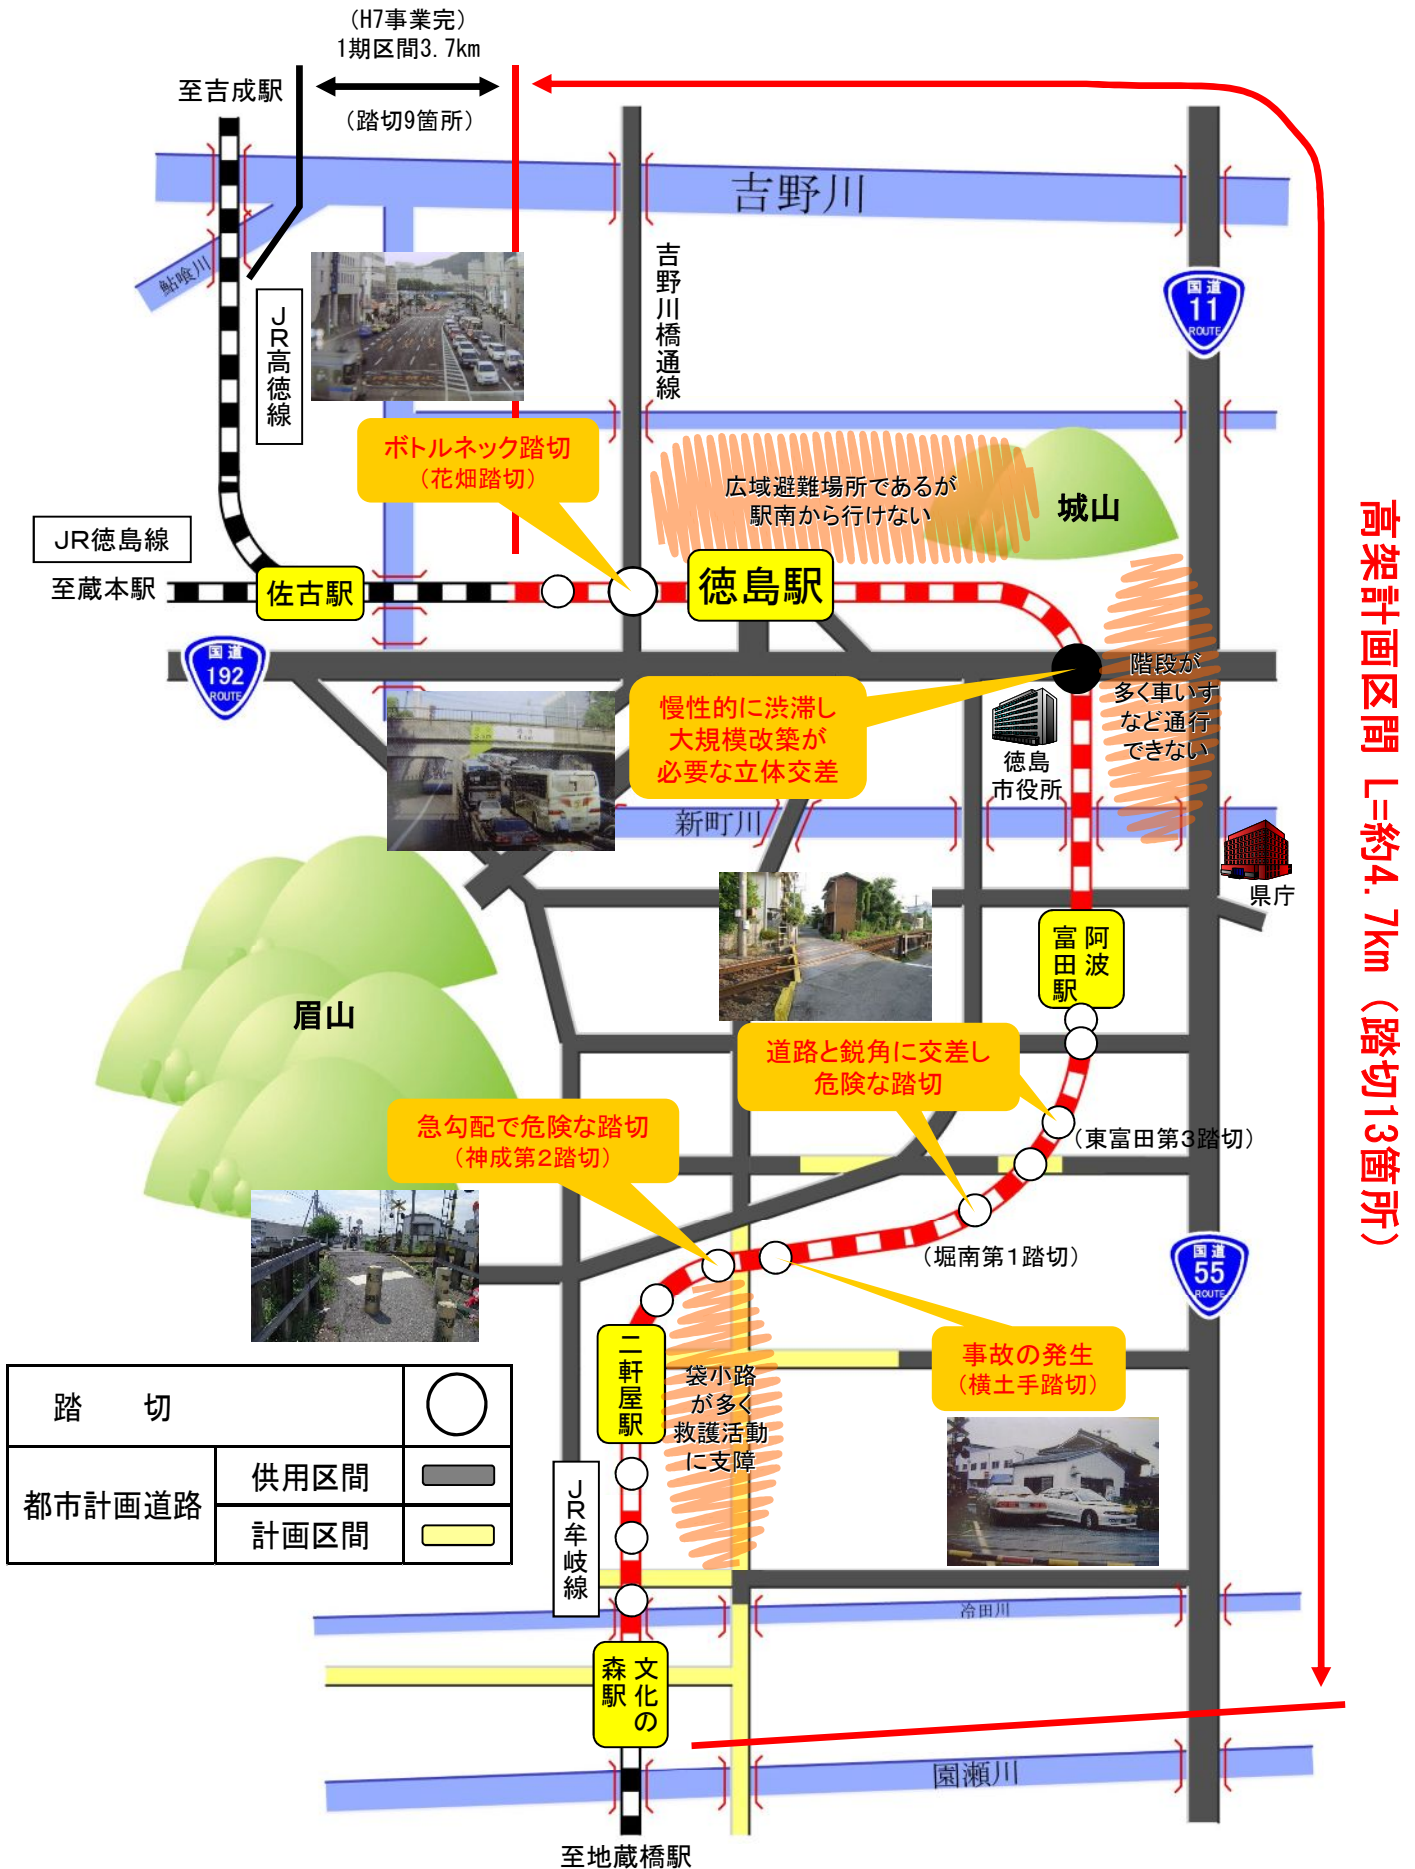 (H7事業完)
1期区間3.7km
(踏切9箇所)
至吉成駅
吉野川
鮎喰川
JR高徳線
吉野川橋通線
国道
11
ROUTE
ボトルネック踏切
(花畑踏切)
広域避難場所であるが
駅南から行けない
城山
JR徳島線
至蔵本駅
佐古駅
徳島駅
国道
192
ROUTE
慢性的に渋滞し
大規模改築が
必要な立体交差
階段が
多く車いす
など通行
できない
徳島
市役所
新町川
県庁
高架計画区間 L=約4.7km (踏切13箇所)
阿波
富田駅
眉山
道路と鋭角に交差し
危険な踏切
急勾配で危険な踏切
(神成第2踏切)
(東富田第3踏切)
(堀南第1踏切)
国道
55
ROUTE
二軒屋駅
袋小路
が多く
救護活動
に支障
事故の発生
(横土手踏切)
踏 切
都市計画道路
供用区間
計画区間
JR牟岐線
冷田川
文化の
森駅
園瀬川
至地蔵橋駅